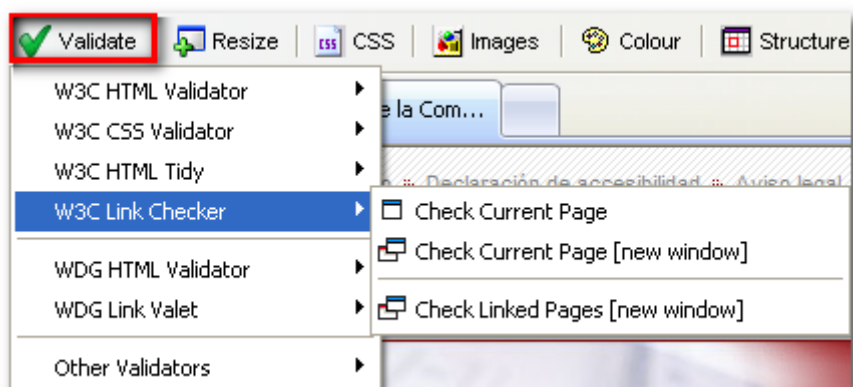 Validate Resize CSS Images Colour Structure
W3C HTML Validator
e la Com...
W3C CSS Validator
W3C HTML Tidy
Declaración de accesibilidad Aviso legal
W3C Link Checker
Check Current Page
Check Current Page [new window]
WDG HTML Validator
WDG Link Valet
Check Linked Pages [new window]
Other Validators